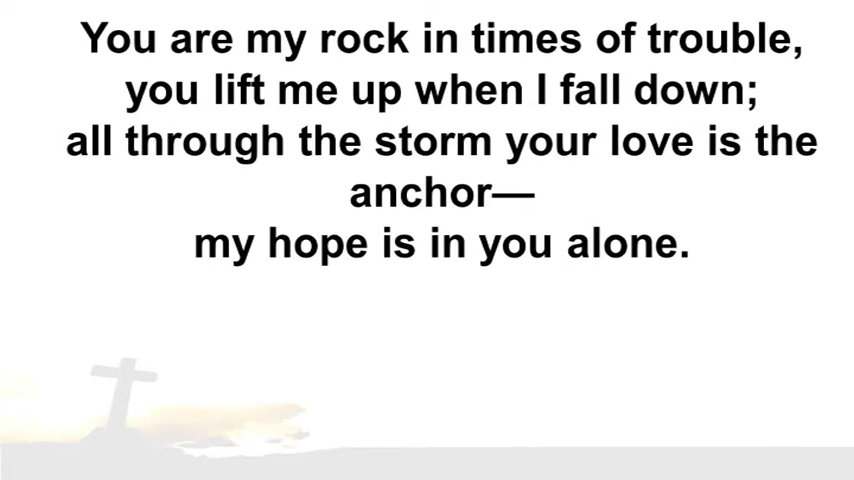 You are my rock in times of trouble,
you lift me up when I fall down;
all through the storm your love is the
anchor—
my hope is in you alone.